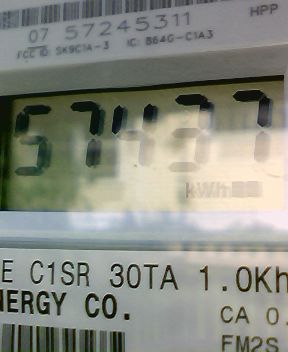 HPP
07 57245311
FCC ID: SK9C1A-3 IC: 864G-C1A3
57437
kWh
E C1SR 30TA 1.0Kh
NERGY CO.
CA 0.
FM2S